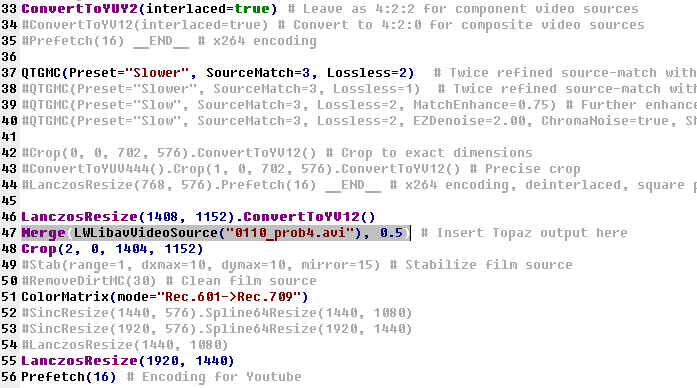 33 ConvertToYUY2(interlaced=true) # Leave as 4:2:2 for component video sources
34 #ConvertToYV12(interlaced=true) # Convert to 4:2:0 for composite video sources
35 #Prefetch(16) __END__ # x264 encoding
36
37 QTGMC(Preset="Slower", SourceMatch=3, Lossless=2)  # Twice refined source-match with
38 #QTGMC(Preset="Slower", SourceMatch=3, Lossless=1)  # Twice refined source-match with
39 #QTGMC(Preset="Slow", SourceMatch=3, Lossless=2, MatchEnhance=0.75) # Further enhance
40 #QTGMC(Preset="Slow", SourceMatch=3, Lossless=2, EZDenoise=2.00, ChromaNoise=true, Sh
41
42 #Crop(0, 0, 702, 576).ConvertToYV12() # Crop to exact dimensions
43 #ConvertToYUV444().Crop(1, 0, 702, 576).ConvertToYV12() # Precise crop
44 #LanczosResize(768, 576).Prefetch(16) __END__ # x264 encoding, deinterlaced, square p
45
46 LanczosResize(1408, 1152).ConvertToYV12()
47 Merge(LWLibavVideoSource("0110_prob4.avi"), 0.5) # Insert Topaz output here
48 Crop(2, 0, 1404, 1152)
49 #Stab(range=1, dxmax=10, dymax=10, mirror=15) # Stabilize film source
50 #RemoveDirtMC(30) # Clean film source
51 ColorMatrix(mode="Rec.601->Rec.709")
52 #SincResize(1440, 576).Spline64Resize(1440, 1080)
53 #SincResize(1920, 576).Spline64Resize(1920, 1440)
54 #LanczosResize(1440, 1080)
55 LanczosResize(1920, 1440)
56 Prefetch(16) # Encoding for Youtube